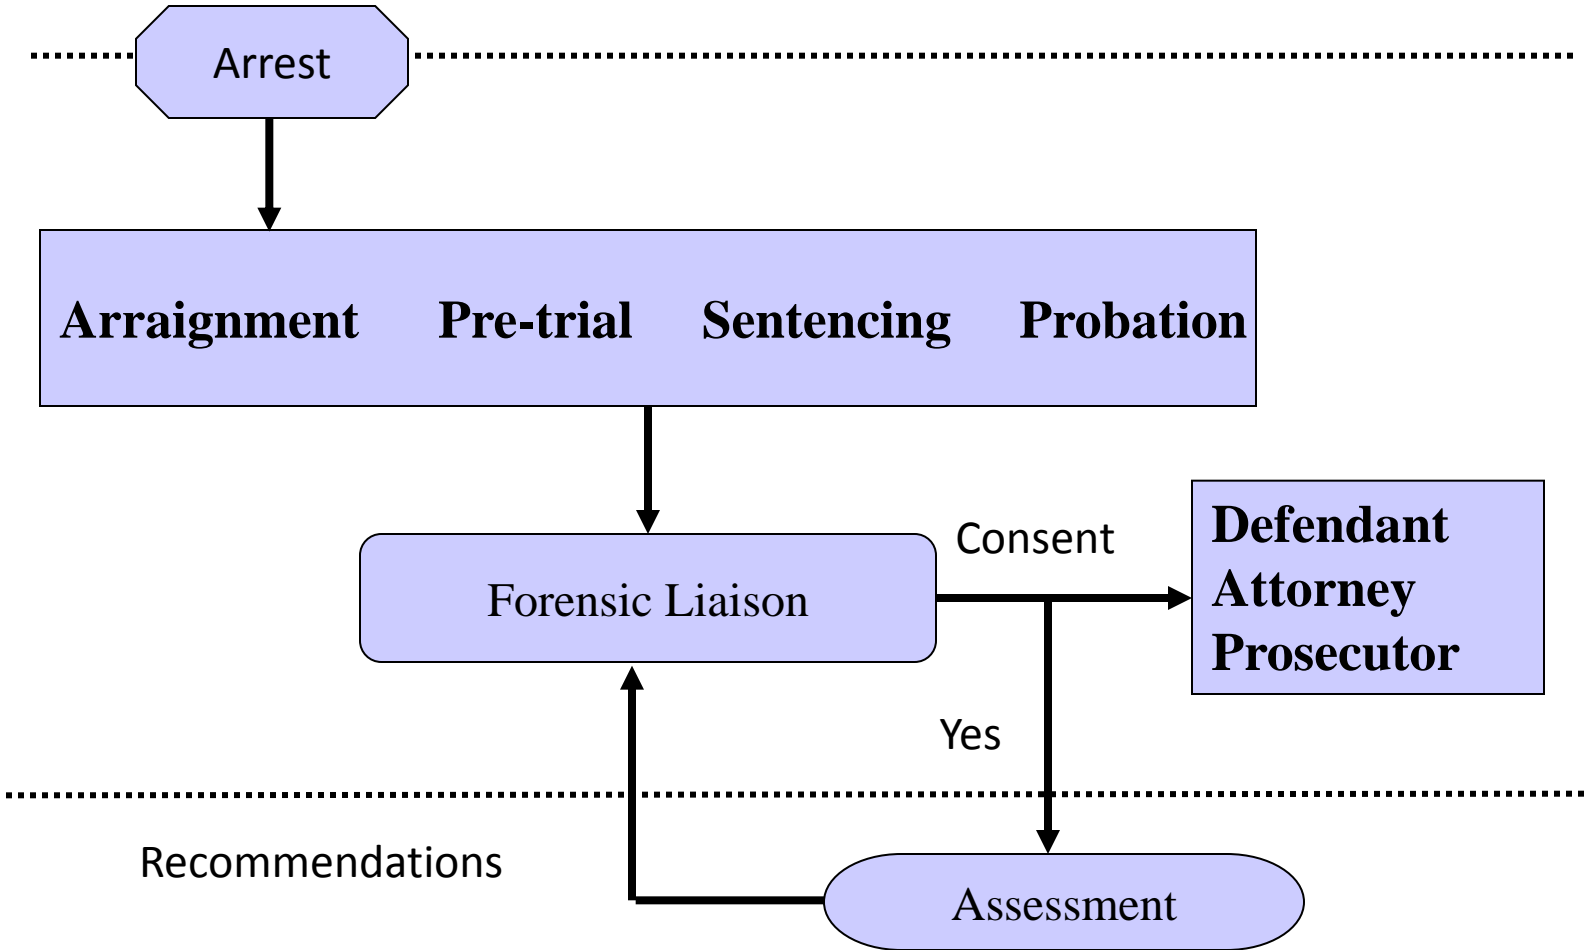 Arrest
Arraignment Pre-trial Sentencing Probation
Consent
Forensic Liaison
Defendant
Attorney
Prosecutor
Yes
Recommendations
Assessment